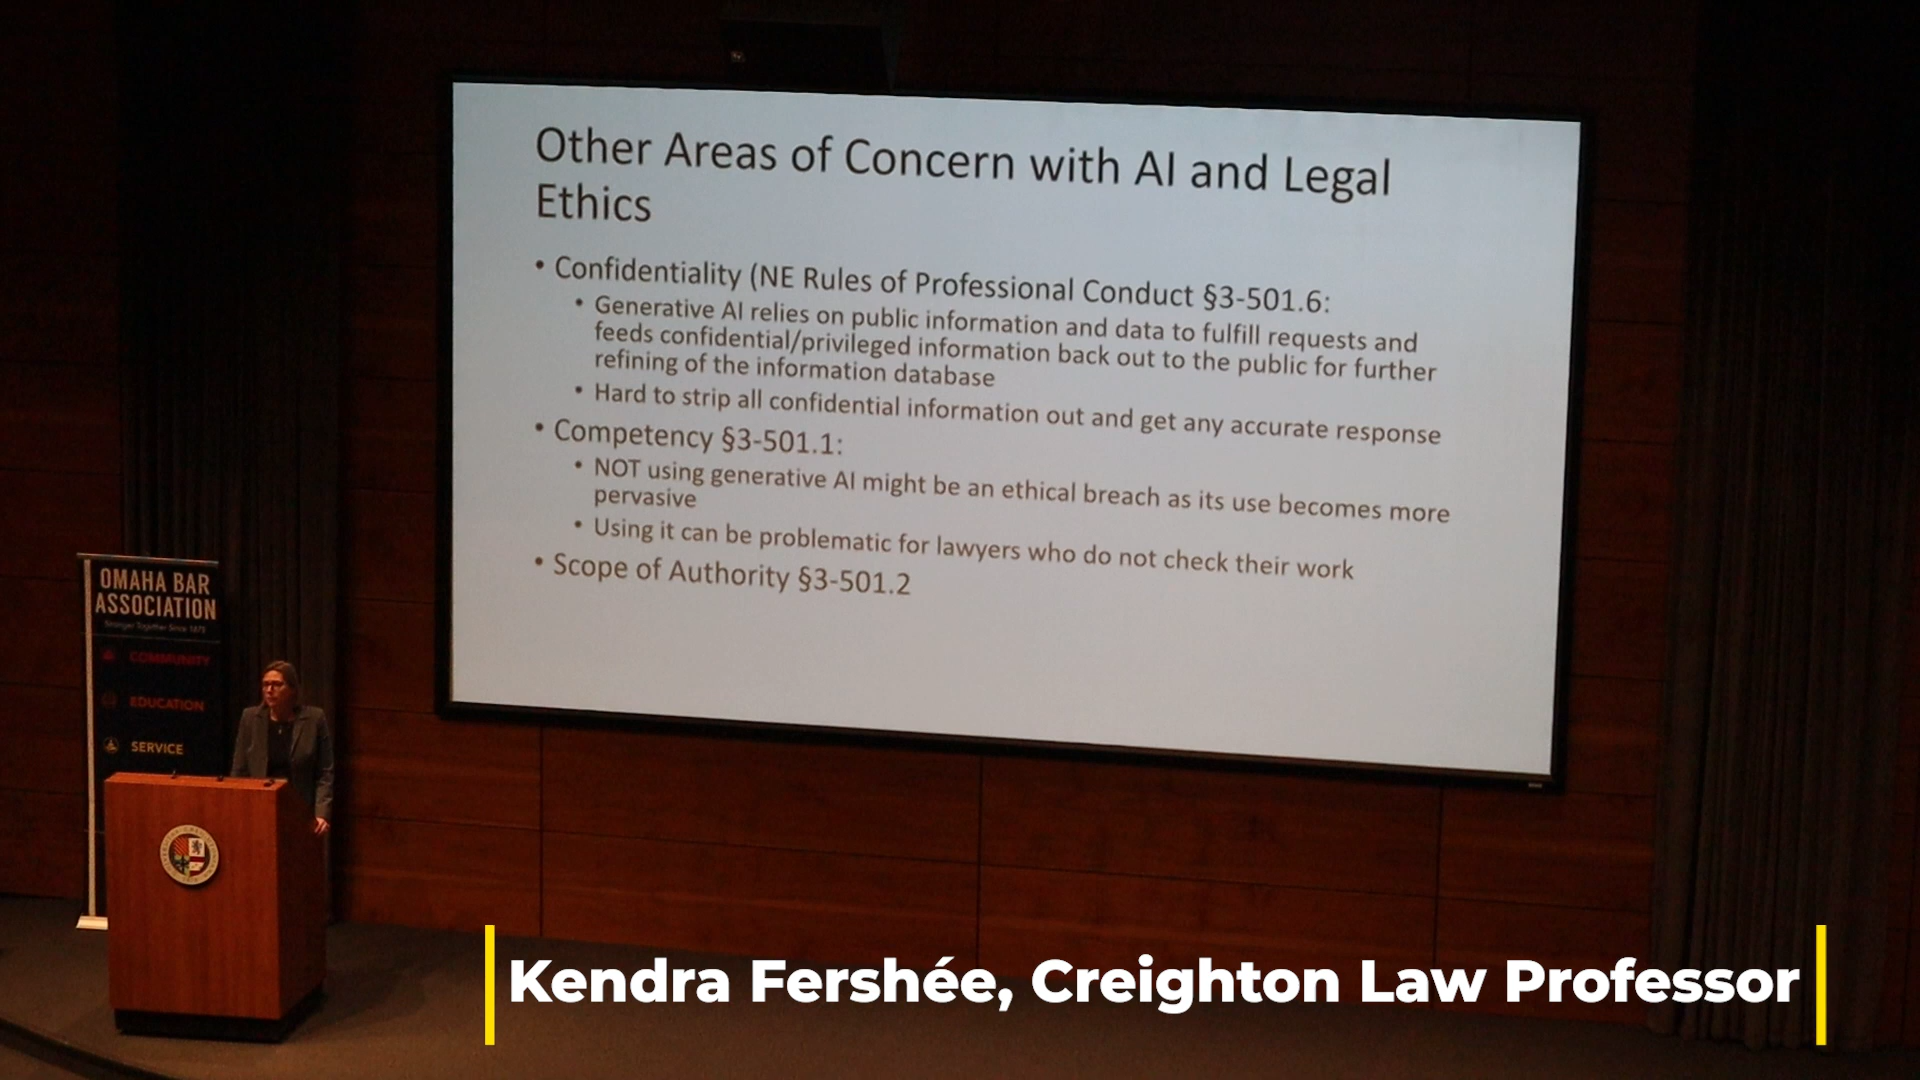 Other Areas of Concern with AI and Legal
Ethics
• Confidentiality (NE Rules of Professional Conduct §3-501.6:
• Generative AI relies on public information and data to fulfill requests and
feeds confidential/privileged information back out to the public for further
refining of the information database
• Hard to strip all confidential information out and get any accurate response
• Competency §3-501.1:
• NOT using generative AI might be an ethical breach as its use becomes more
pervasive
• Using it can be problematic for lawyers who do not check their work
• Scope of Authority §3-501.2
OMAHA BAR
ASSOCIATION
Stronger Together Since 1875
COMMUNITY
EDUCATION
SERVICE
Kendra Fershée, Creighton Law Professor